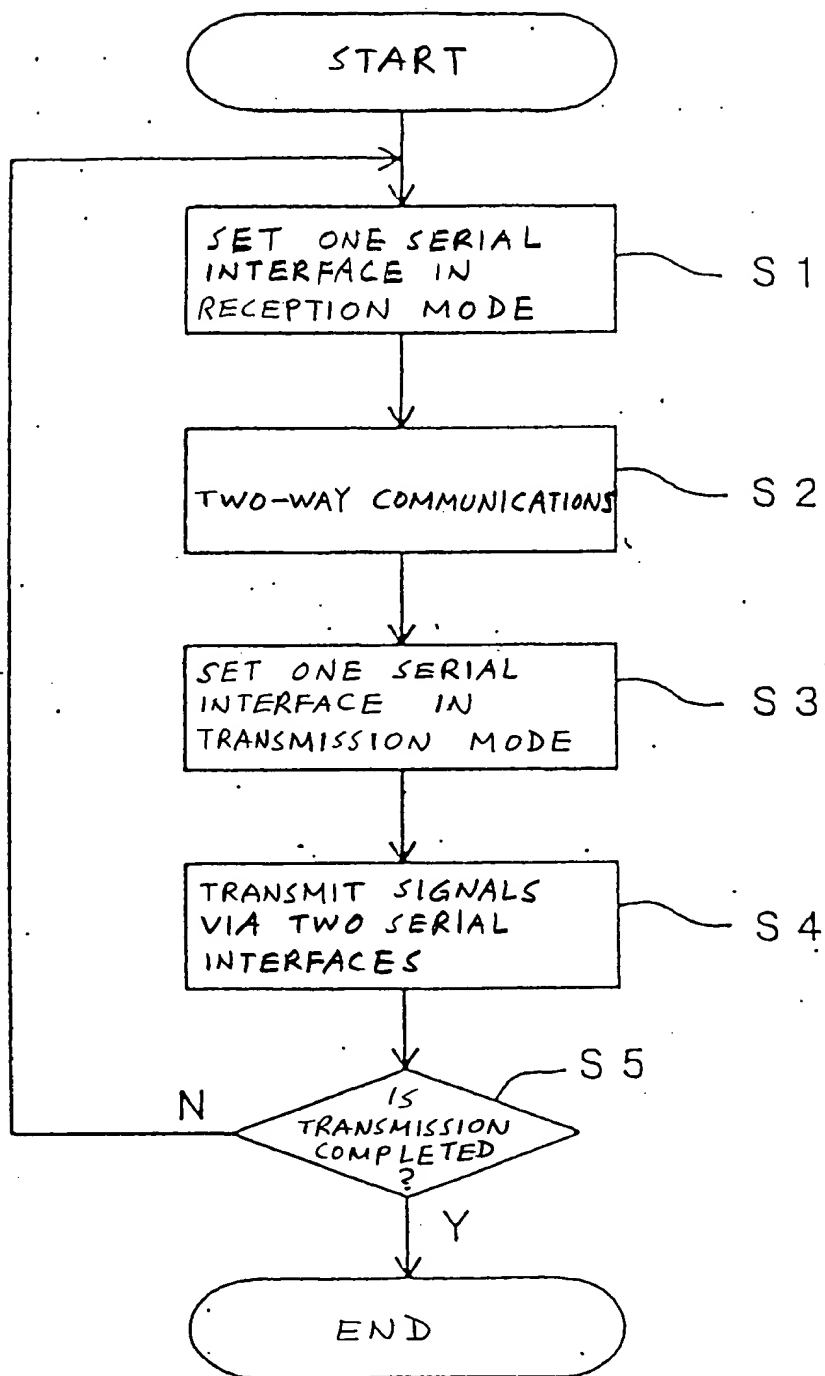 START
SET ONE SERIAL
INTERFACE IN
RECEPTION MODE
S 1
TWO-WAY COMMUNICATIONS
S 2
SET ONE SERIAL
INTERFACE IN
TRANSMISSION MODE
S 3
TRANSMIT SIGNALS
VIA TWO SERIAL
INTERFACES
S 4
S 5
N
IS
TRANSMISSION
COMPLETED
?
Y
END